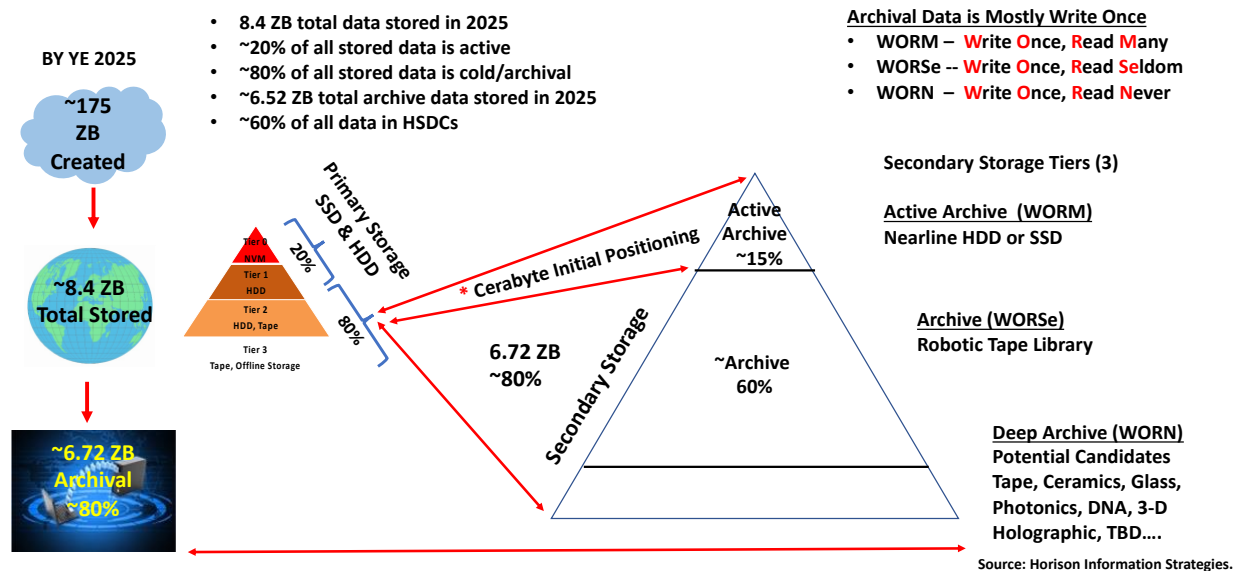 • 8.4 ZB total data stored in 2025
• ~20% of all stored data is active
• ~80% of all stored data is cold/archival
• ~6.52 ZB total archive data stored in 2025
• ~60% of all data in HSDCs
Archival Data is Mostly Write Once
• WORM – Write Once, Read Many
• WORSe -- Write Once, Read Seldom
• WORN – Write Once, Read Never
BY YE 2025
~175
ZB
Created
~8.4 ZB
Total Stored
~6.72 ZB
Archival
~80%
Tier 0
NVM
Tier 1
HDD
Tier 2
HDD, Tape
Tier 3
Tape, Offline Storage
20%
80%
Primary Storage
SSD & HDD
* Cerabyte Initial Positioning
6.72 ZB
~80%
Secondary Storage
Active
Archive
~15%
~Archive
60%
Secondary Storage Tiers (3)
Active Archive (WORM)
Nearline HDD or SSD
Archive (WORSe)
Robotic Tape Library
Deep Archive (WORN)
Potential Candidates
Tape, Ceramics, Glass,
Photonics, DNA, 3-D
Holographic, TBD....
Source: Horison Information Strategies.